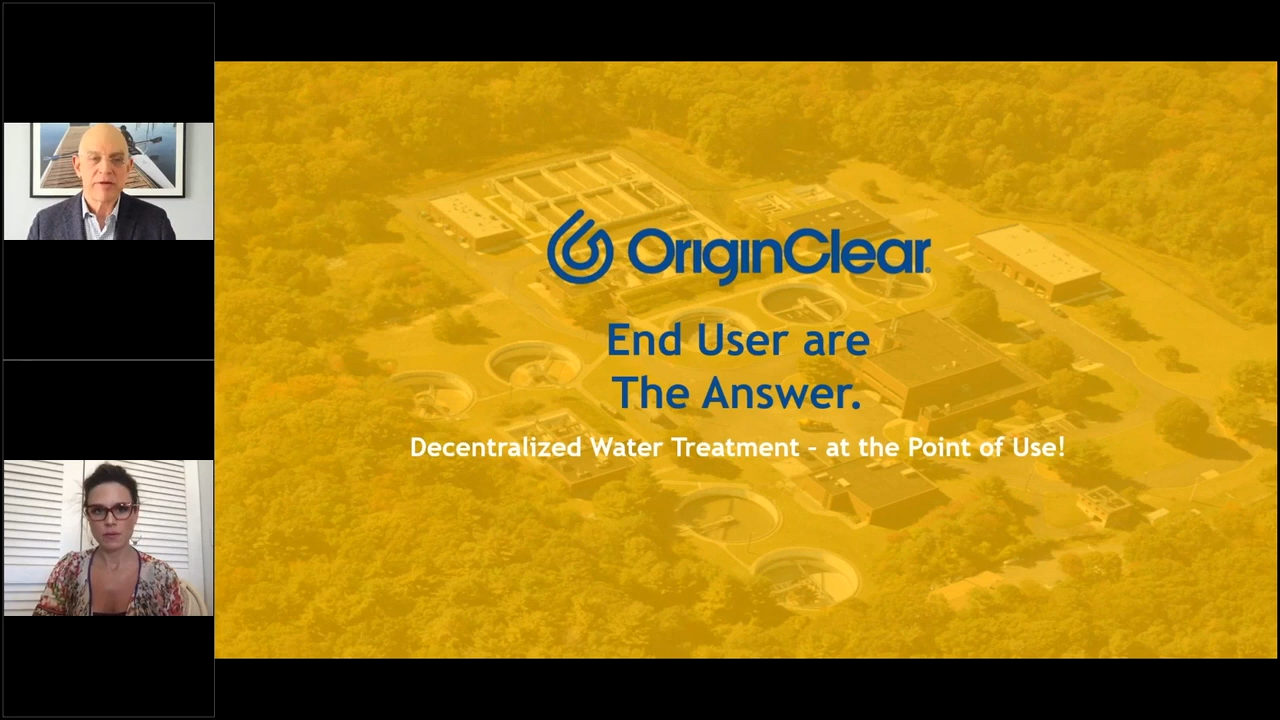 OriginClear
End User are
The Answer.
Decentralized Water Treatment - at the Point of Use!